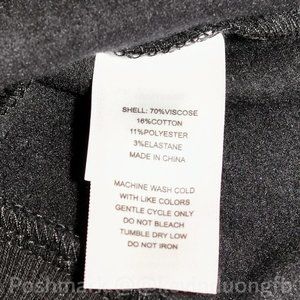 SHELL: 70%VISCOSE
16%COTTON
11%POLYESTER
3%ELASTANE
MADE IN CHINA
MACHINE WASH COLD
WITH LIKE COLORS
GENTLE CYCLE ONLY
DO NOT BLEACH
TUMBLE DRY LOW
DO NOT IRON